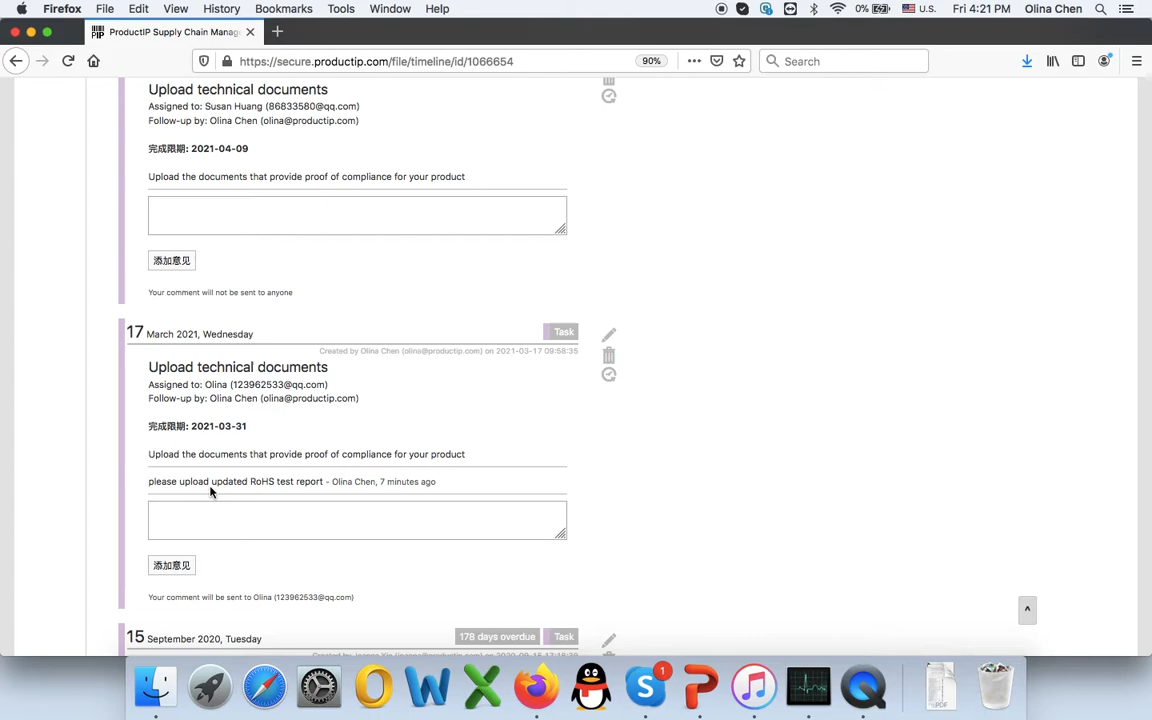 Firefox File Edit View History Bookmarks Tools Window Help 0% U.S. Fri 4:21 PM Olina Chen
PIP ProductIP Supply Chain Manag
https://secure.productip.com/file/timeline/id/1066654 90% Search
Upload technical documents
Assigned to: Susan Huang (86833580@qq.com)
Follow-up by: Olina Chen (olina@productip.com)
完成限期: 2021-04-09
Upload the documents that provide proof of compliance for your product
添加意见
Your comment will not be sent to anyone
17 March 2021, Wednesday Task
Created by Olina Chen (olina@productip.com) on 2021-03-17 09:58:35
Upload technical documents
Assigned to: Olina (123962533@qq.com)
Follow-up by: Olina Chen (olina@productip.com)
完成限期: 2021-03-31
Upload the documents that provide proof of compliance for your product
please upload updated RoHS test report - Olina Chen, 7 minutes ago
添加意见
Your comment will be sent to Olina (123962533@qq.com)
15 September 2020, Tuesday 178 days overdue Task
1
PDF